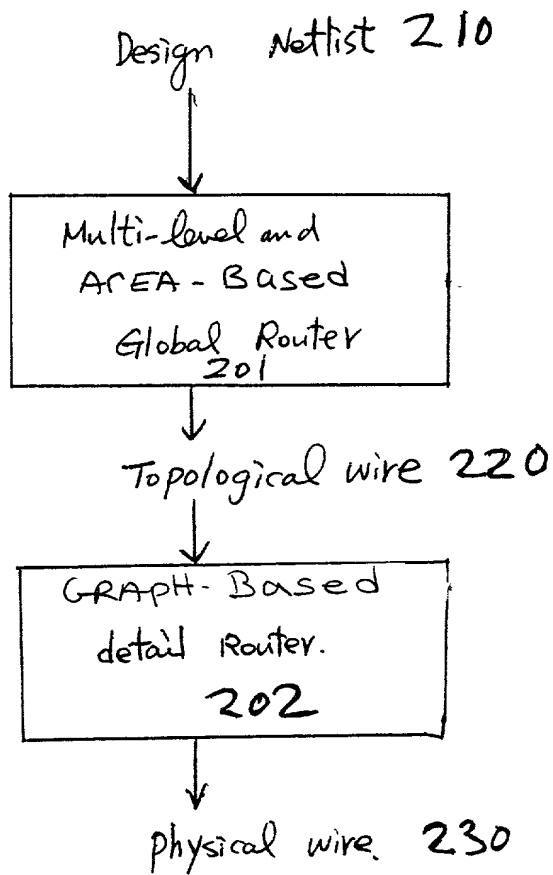 Design Netlist 210
Multi-level and
AREA-Based
Global Router
201
Topological wire 220
GRAPH-Based
detail Router.
202
physical wire. 230